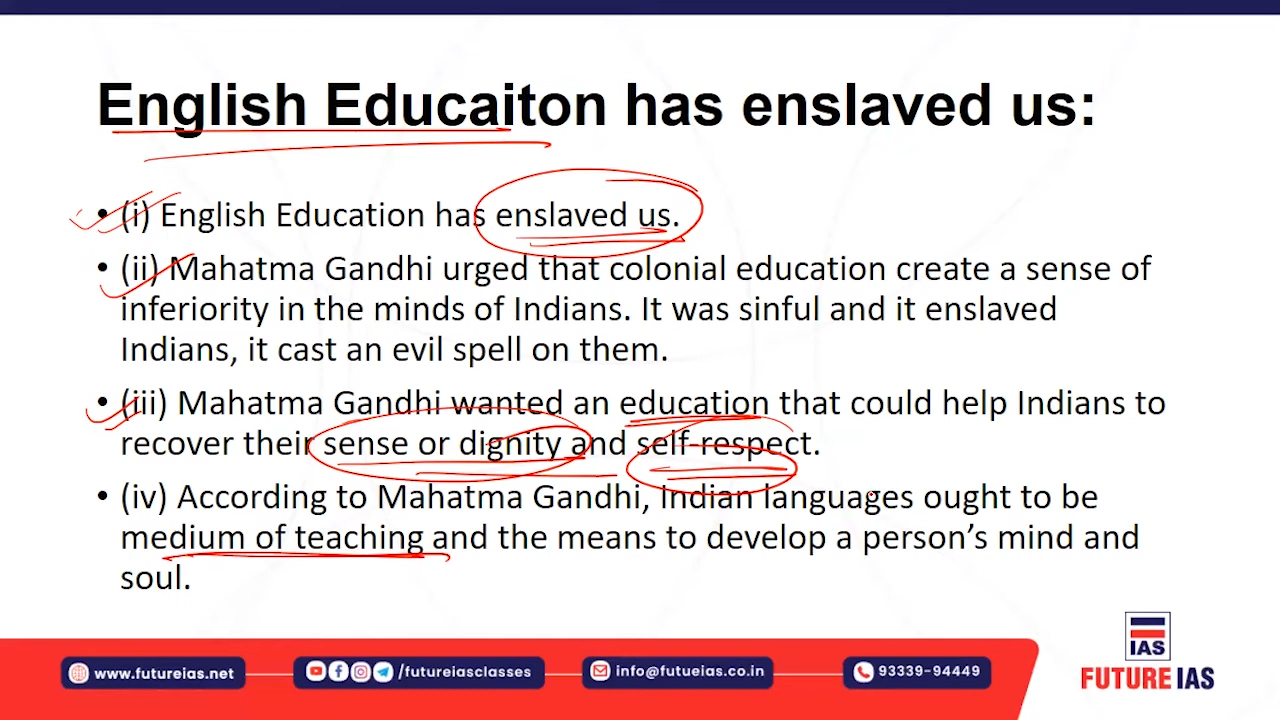 English Educaiton has enslaved us:
• (i) English Education has enslaved us.
• (ii) Mahatma Gandhi urged that colonial education create a sense of
inferiority in the minds of Indians. It was sinful and it enslaved
Indians, it cast an evil spell on them.
• (iii) Mahatma Gandhi wanted an education that could help Indians to
recover their sense or dignity and self-respect.
• (iv) According to Mahatma Gandhi, Indian languages ought to be
medium of teaching and the means to develop a person’s mind and
soul.
IAS
FUTURE IAS
www.futureias.net
/futureiasclasses
info@futueias.co.in
93339-94449